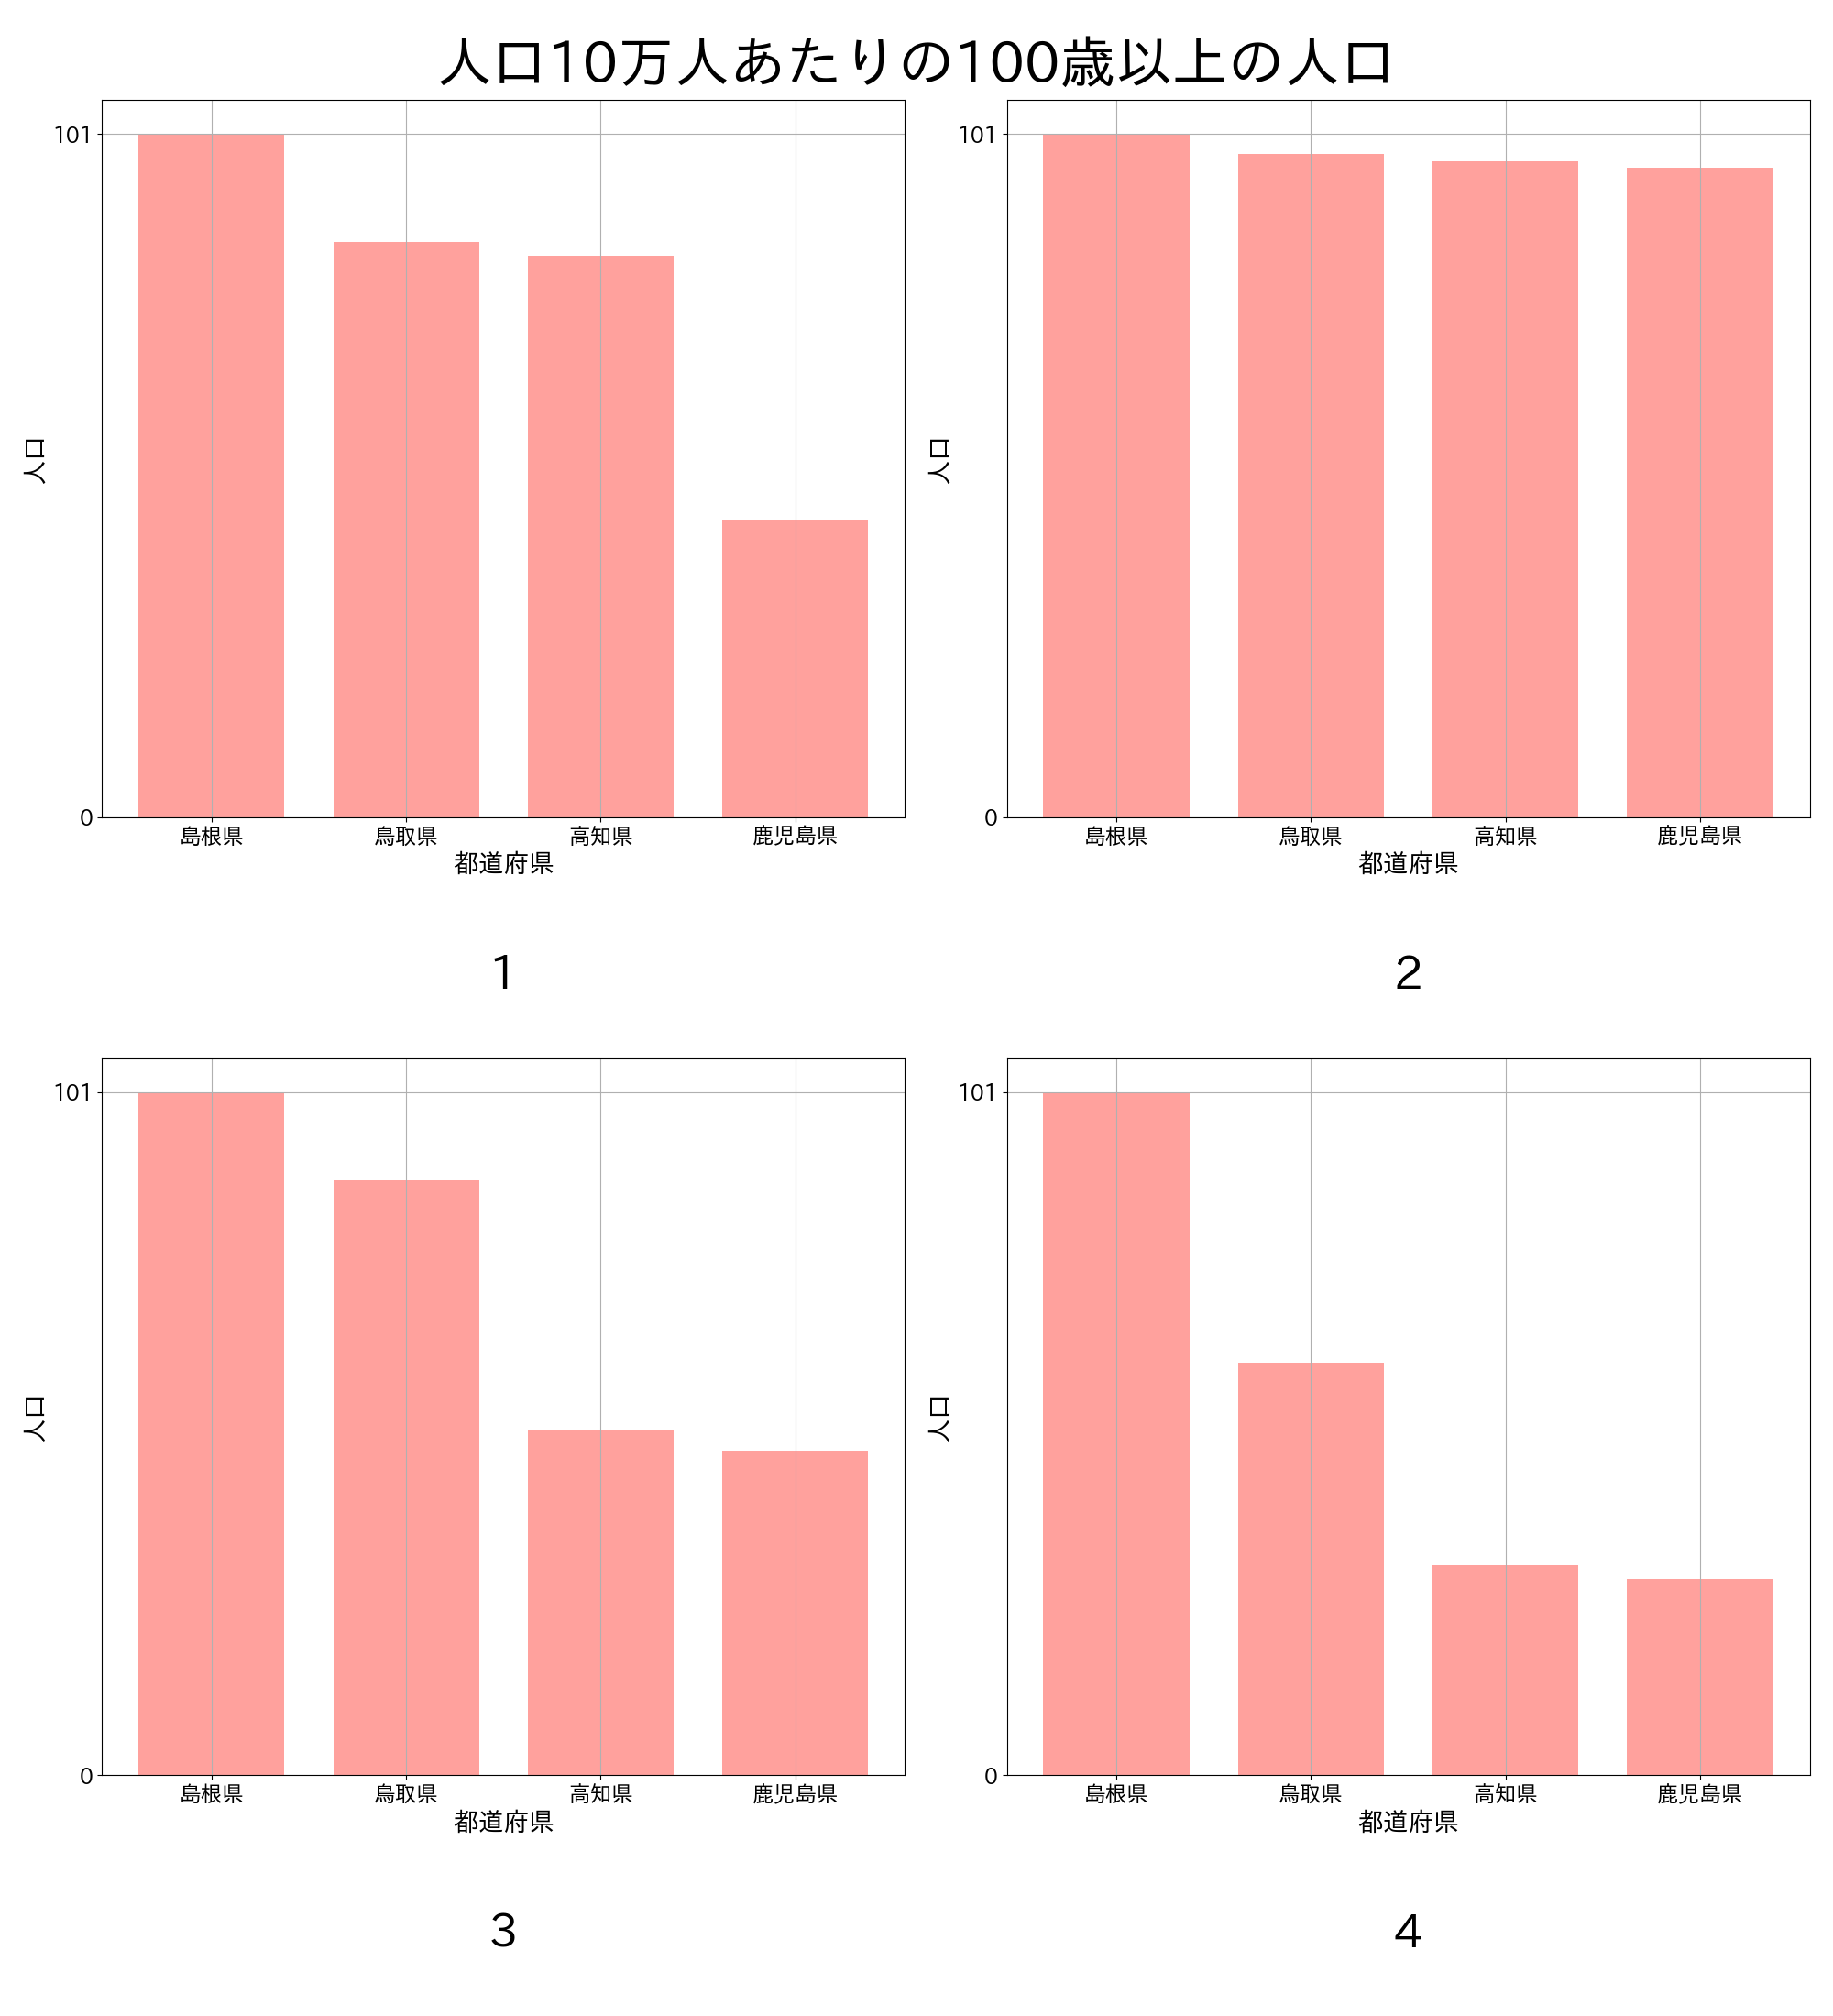 人口10万人あたりの100歳以上の人口
101
0
人口
島根県 鳥取県 高知県 鹿児島県
都道府県
1
101
0
人口
島根県 鳥取県 高知県 鹿児島県
都道府県
2
101
0
人口
島根県 鳥取県 高知県 鹿児島県
都道府県
3
101
0
人口
島根県 鳥取県 高知県 鹿児島県
都道府県
4